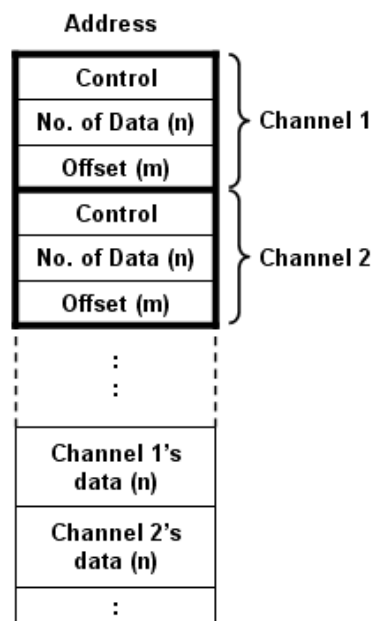 Address
Control
No. of Data (n)
Offset (m)
Channel 1
Control
No. of Data (n)
Offset (m)
Channel 2
:
:
Channel 1's
data (n)
Channel 2's
data (n)
: